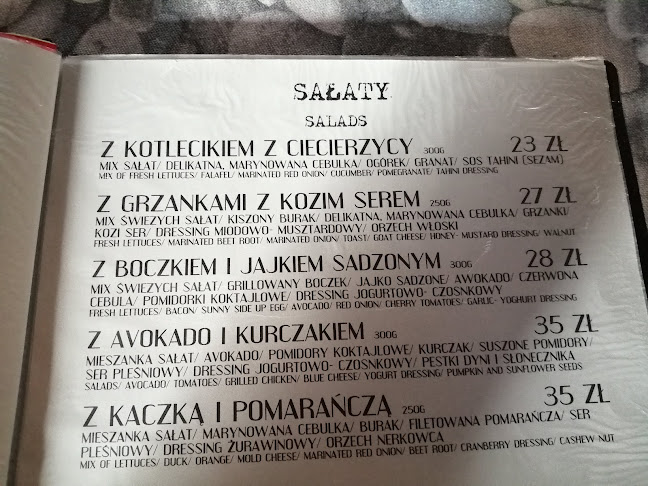 SAŁATY
SALADS
Z KOTLECIKIEM Z CIECIERZYCY 300G 23 ZŁ
MIX SAŁAT/ DELIKATNA, MARYNOWANA CEBULKA/ OGÓREK/ GRANAT/ SOS TAHINI (SEZAM)
MIX OF FRESH LETTUCES/ FALAFEL/ MARINATED RED ONION/ CUCUMBER/ POMEGRANATE/ TAHINI DRESSING
Z GRZANKAMI Z KOZIM SEREM 250G 27 ZŁ
MIX ŚWIEŻYCH SAŁAT/ KISZONY BURAK/ DELIKATNA, MARYNOWANA CEBULKA/ GRZANKI/
KOZI SER/ DRESSING MIODOWO- MUSZTARDOWY/ ORZECH WŁOSKI
FRESH LETTUCES/ MARINATED BEET ROOT/ MARINATED ONION/ TOAST/ GOAT CHEESE/ HONEY- MUSTARD DRESSING/ WALNUT
Z BOCZKIEM I JAJKIEM SADZONYM 300G 28 ZŁ
MIX ŚWIEŻYCH SAŁAT/ GRILLOWANY BOCZEK/ JAJKO SADZONE/ AWOKADO/ CZERWONA
CEBULA/ POMIDORKI KOKTAJLOWE/ DRESSING JOGURTOWO- CZOSNKOWY
FRESH LETTUCES/ BACON/ SUNNY SIDE UP EGG/ AVOCADO/ RED ONION/ CHERRY TOMATOES/ GARLIC- YOGHURT DRESSING
Z AVOKADO I KURCZAKIEM 300G 35 ZŁ
MIESZANKA SAŁAT/ AVOKADO/ POMIDORY KOKTAJLOWE/ KURCZAK/ SUSZONE POMIDORY/
SER PLEŚNIOWY/ DRESSING JOGURTOWO- CZOSNKOWY/ PESTKI DYNI I SŁONECZNIKA
SALADS/ AVOCADO/ TOMATOES/ GRILLED CHICKEN/ BLUE CHEESE/ YOGURT DRESSING/ PUMPKIN AND SUNFLOWER SEEDS
Z KACZKĄ I POMARAŃCZĄ 250G 35 ZŁ
MIESZANKA SAŁAT/ MARYNOWANA CEBULKA/ BURAK/ FILETOWANA POMARAŃCZA/ SER
PLEŚNIOWY/ DRESSING ŻURAWINOWY/ ORZECH NERKOWCA
MIX OF LETTUCES/ DUCK/ ORANGE/ MOLD CHEESE/ MARINATED RED ONION/ BEET ROOT/ CRANBERRY DRESSING/ CASHEW-NUT